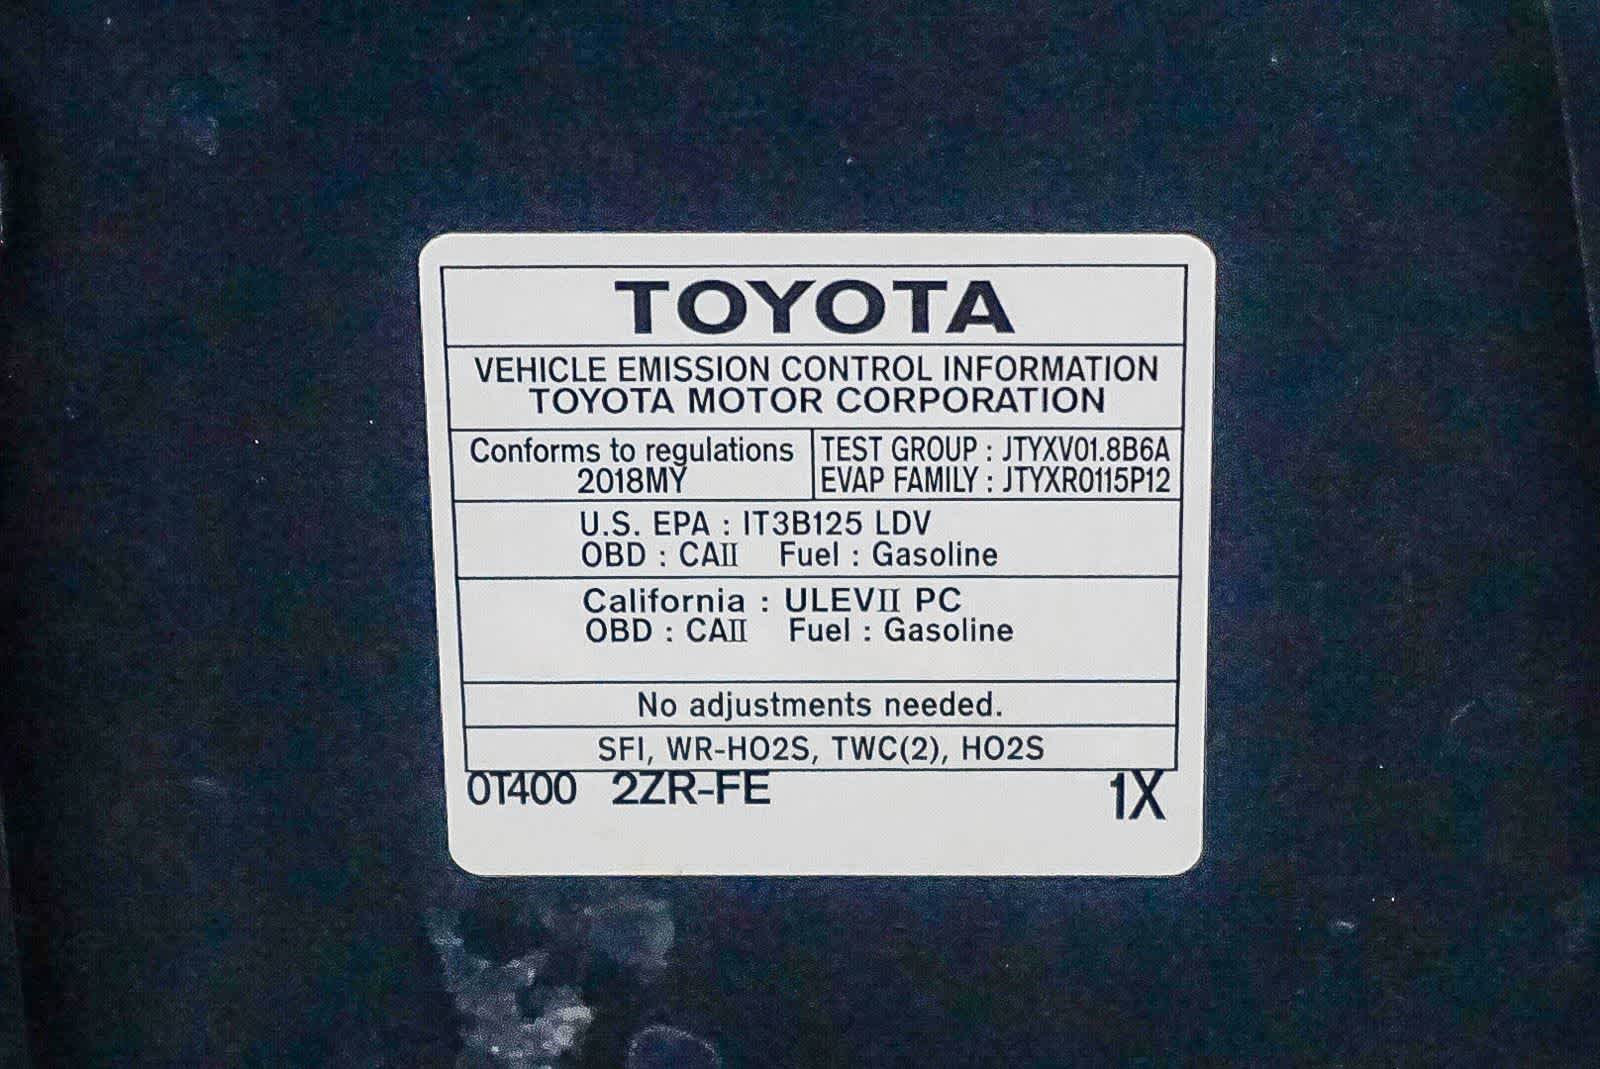 TOYOTA
VEHICLE EMISSION CONTROL INFORMATION
TOYOTA MOTOR CORPORATION
Conforms to regulations
2018MY
TEST GROUP : JTYXV01.8B6A
EVAP FAMILY : JTYXR0115P12
U.S. EPA : IT3B125 LDV
OBD : CAII Fuel : Gasoline
California : ULEVII PC
OBD : CAII Fuel : Gasoline
No adjustments needed.
SFI, WR-HO2S, TWC(2), HO2S
0T400 2ZR-FE 1X